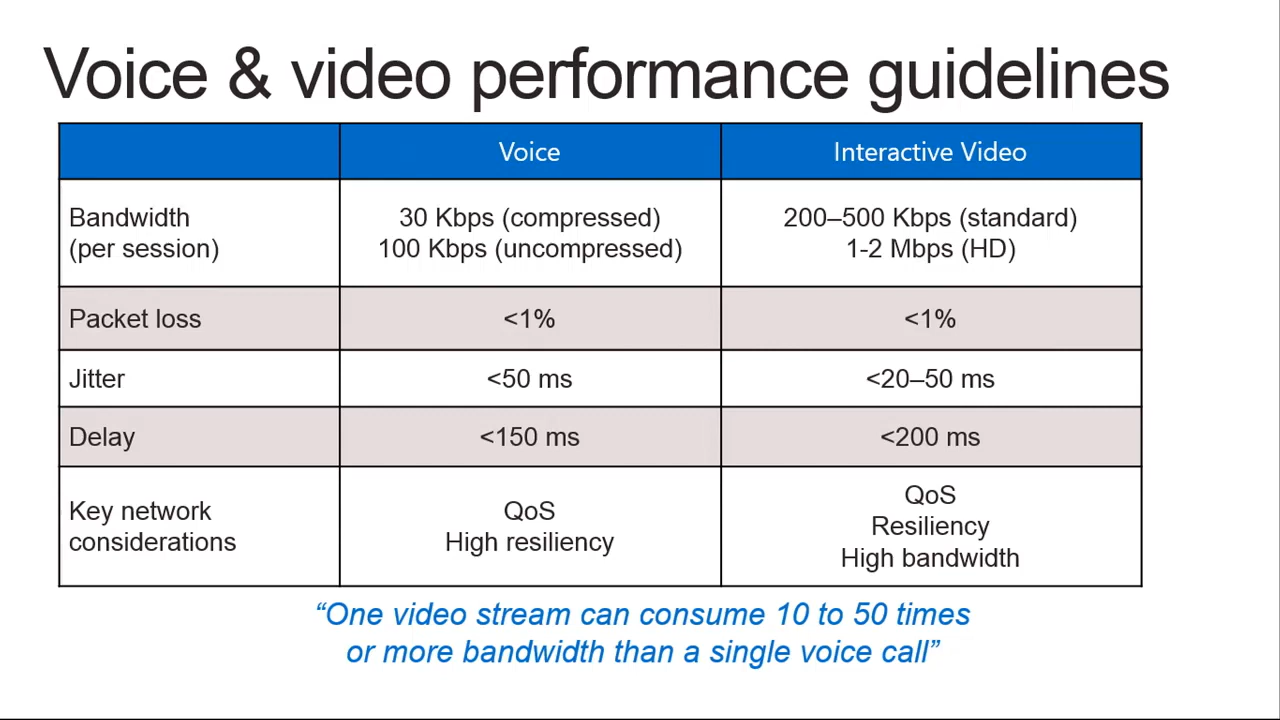 Voice & video performance guidelines
Voice
Interactive Video
Bandwidth
(per session)
30 Kbps (compressed)
100 Kbps (uncompressed)
200–500 Kbps (standard)
1-2 Mbps (HD)
Packet loss
<1%
<1%
Jitter
<50 ms
<20–50 ms
Delay
<150 ms
<200 ms
Key network
considerations
QoS
High resiliency
QoS
Resiliency
High bandwidth
“One video stream can consume 10 to 50 times
or more bandwidth than a single voice call”